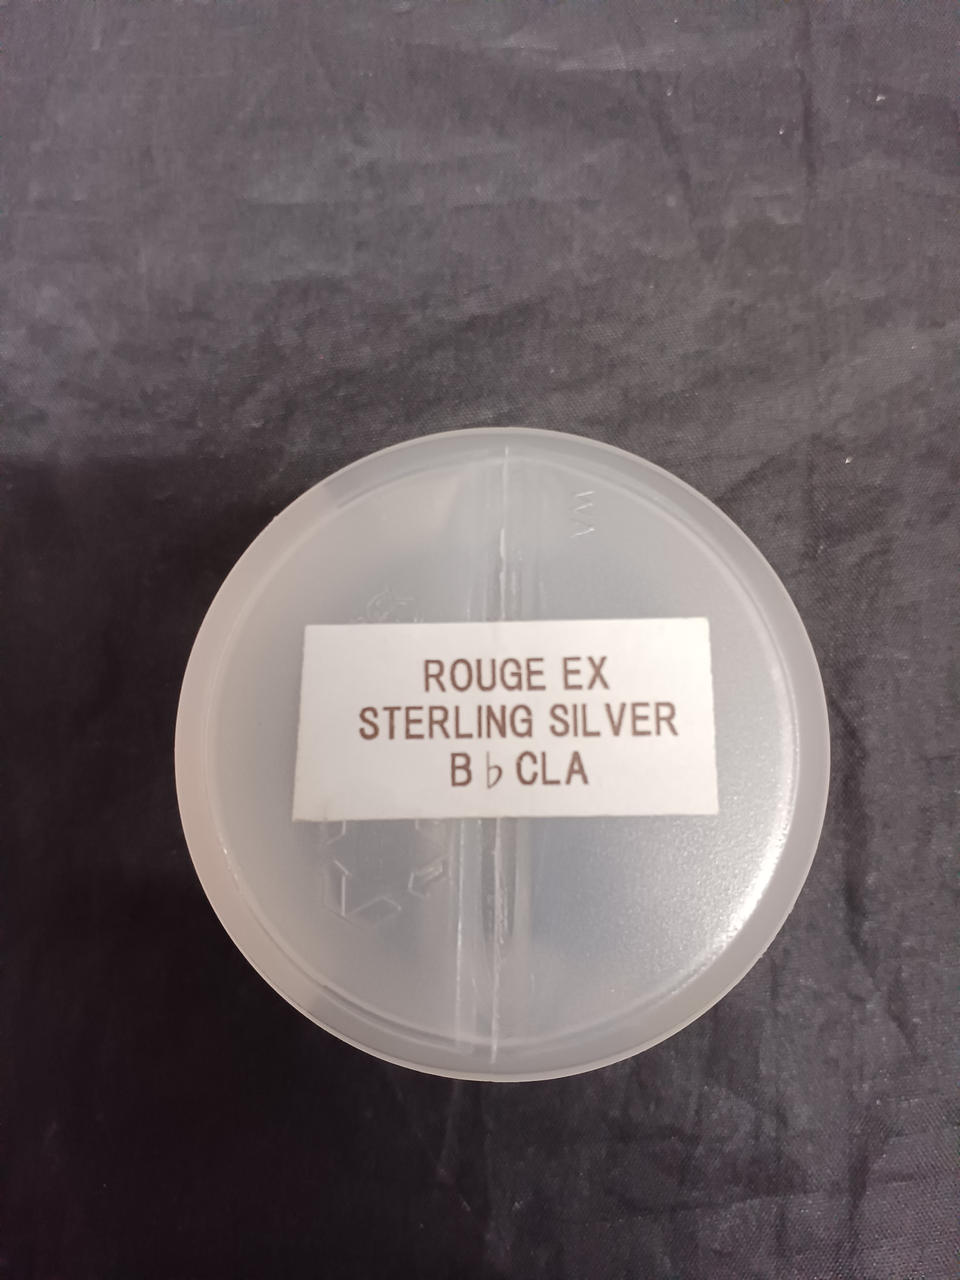 ROUGE EX
STERLING SILVER
B♭CLA